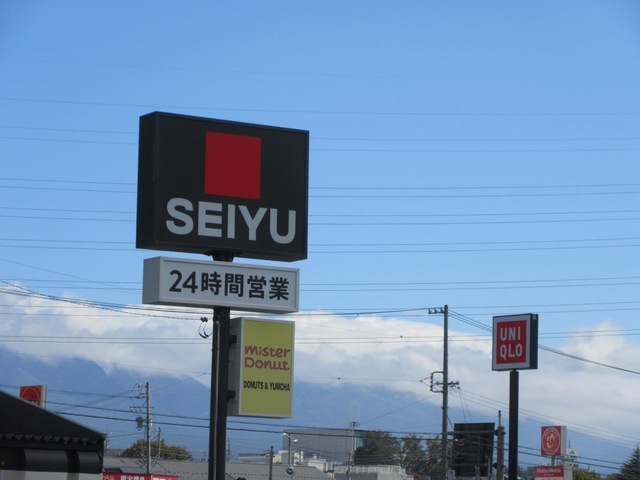 SEIYU
24時間営業
mister
Donut
DONUTS & YUMCHA
UNI
QLO